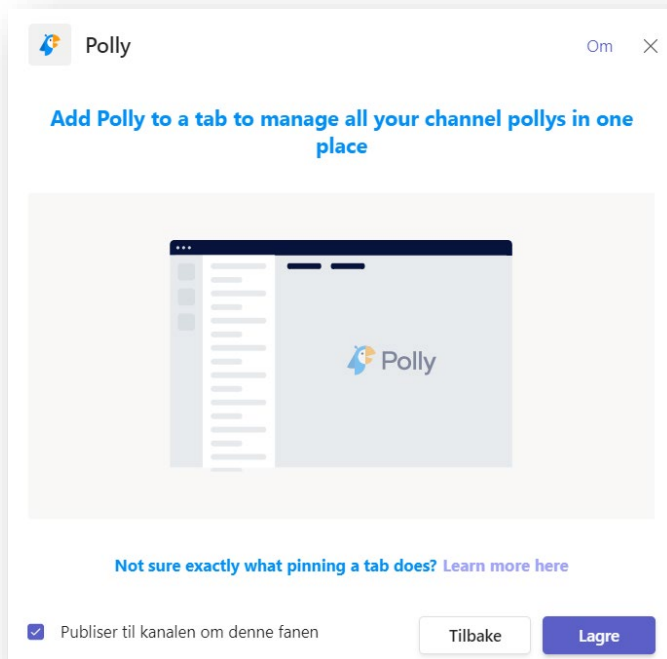 Polly
Om
Add Polly to a tab to manage all your channel pollys in one
place
Polly
Not sure exactly what pinning a tab does? Learn more here
Publiser til kanalen om denne fanen
Tilbake
Lagre